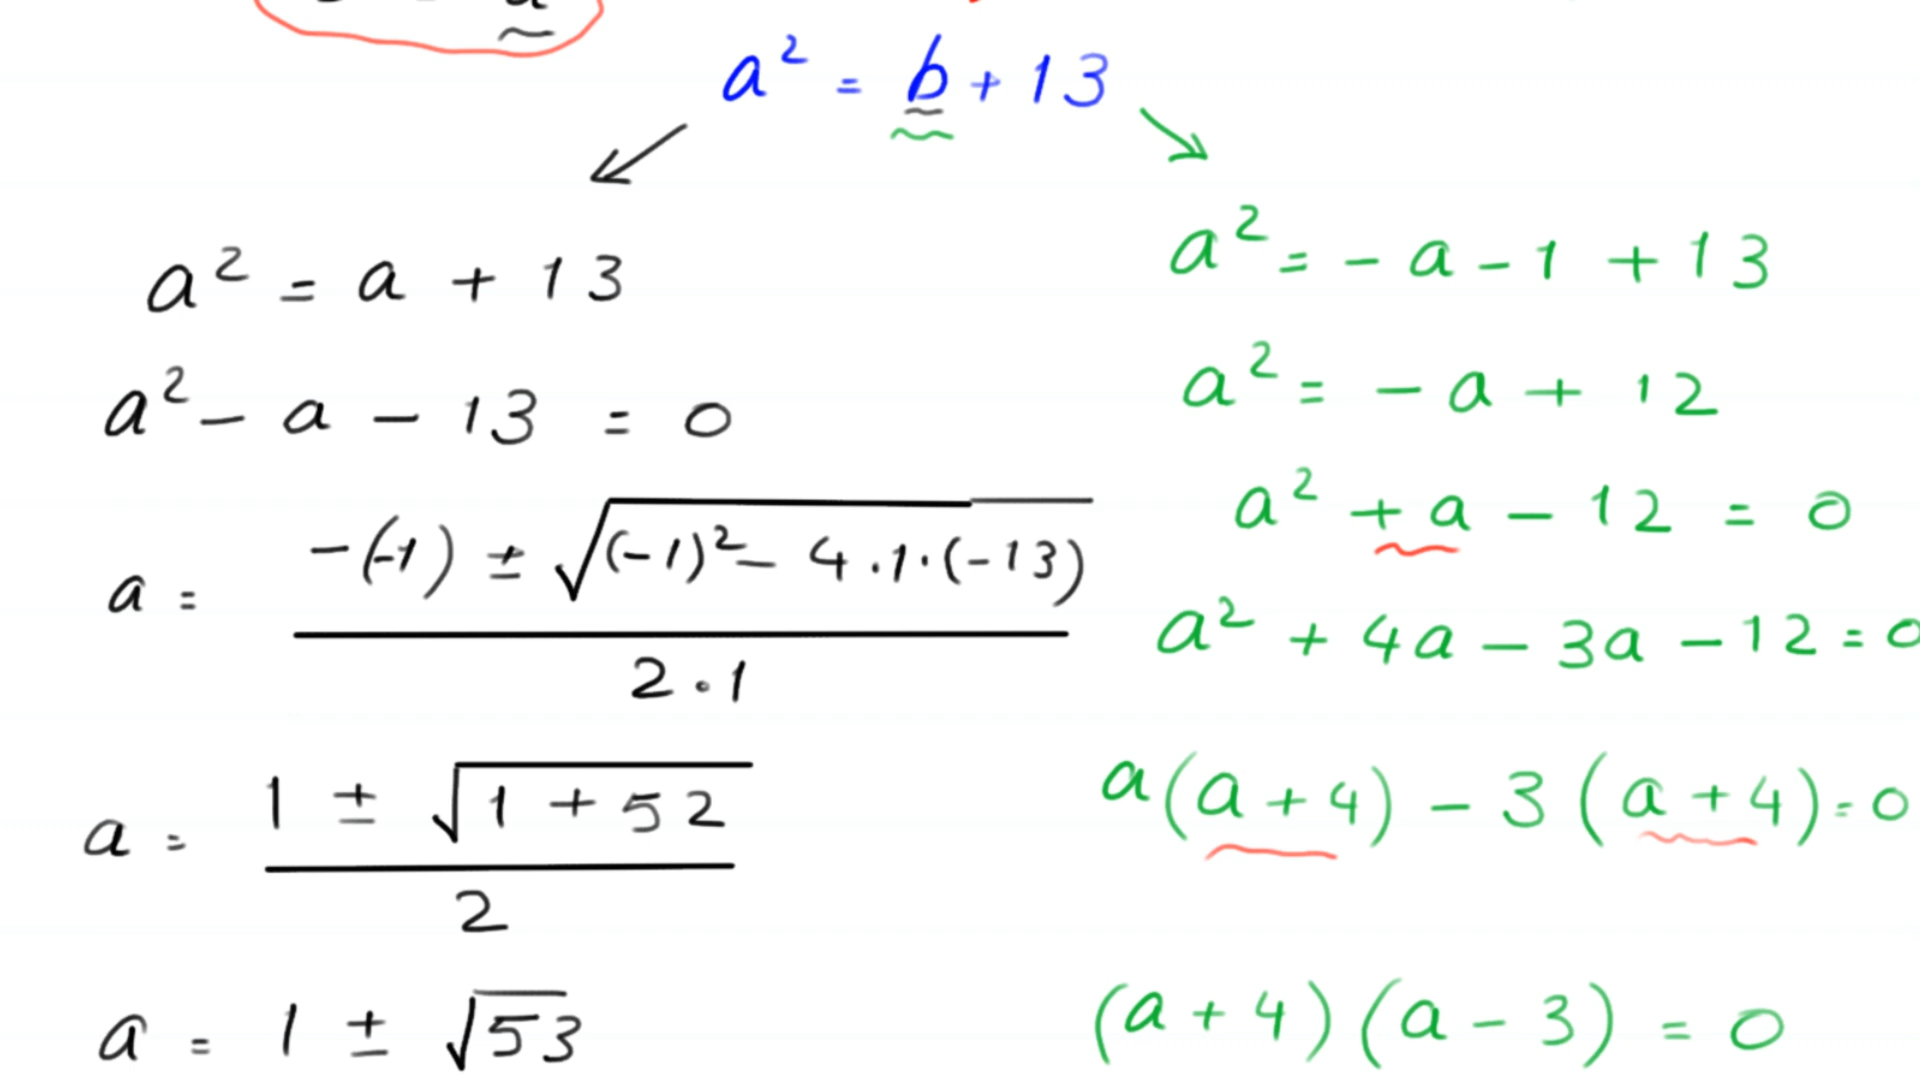 a² = b + 13
a² = a + 13
a² - a - 13 = 0
a = (-(-1) ± √((-1)² - 4·1·(-13))) / (2·1)
a = (1 ± √(1 + 52)) / 2
a = 1 ± √53
a² = -a - 1 + 13
a² = -a + 12
a² + a - 12 = 0
a² + 4a - 3a - 12 = 0
a(a + 4) - 3(a + 4) = 0
(a + 4)(a - 3) = 0